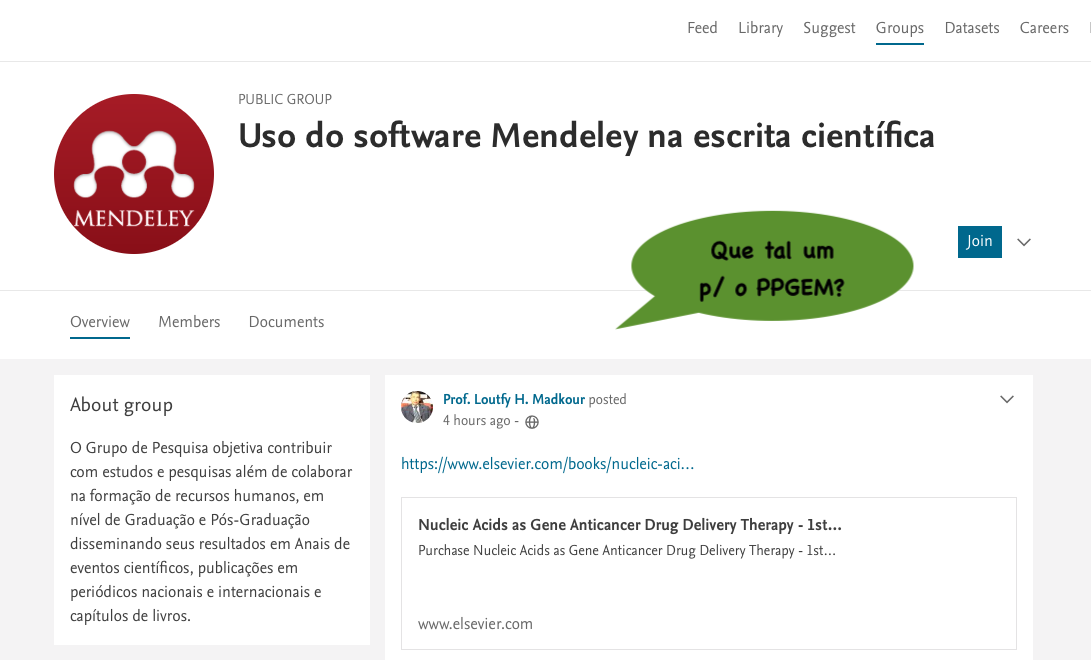 Feed Library Suggest Groups Datasets Careers
PUBLIC GROUP
Uso do software Mendeley na escrita científica
MENDELEY
Join
Que tal um
p/ o PPGEM?
Overview Members Documents
About group
O Grupo de Pesquisa objetiva contribuir
com estudos e pesquisas além de colaborar
na formação de recursos humanos, em
nível de Graduação e Pós-Graduação
disseminando seus resultados em Anais de
eventos científicos, publicações em
periódicos nacionais e internacionais e
capítulos de livros.
Prof. Loutfy H. Madkour posted
4 hours ago -
https://www.elsevier.com/books/nucleic-aci...
Nucleic Acids as Gene Anticancer Drug Delivery Therapy - 1st...
Purchase Nucleic Acids as Gene Anticancer Drug Delivery Therapy - 1st...
www.elsevier.com